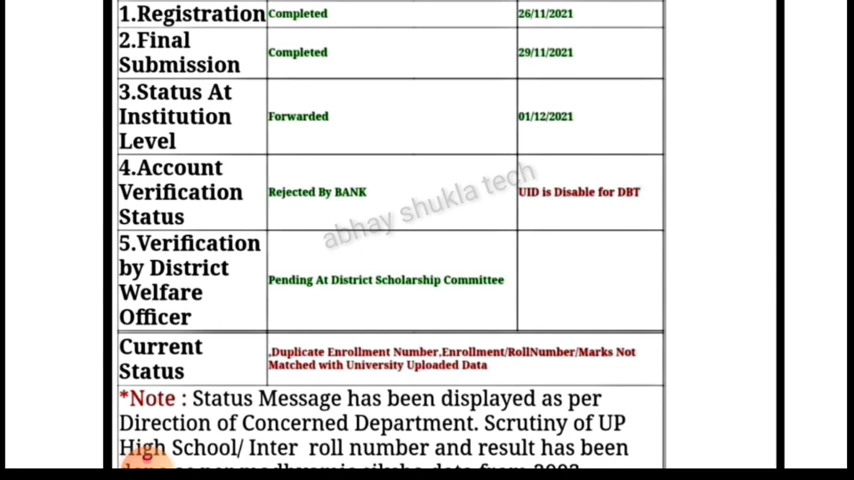 1.Registration Completed 26/11/2021
2.Final
Submission Completed 29/11/2021
3.Status At
Institution
Level Forwarded 01/12/2021
4.Account
Verification
Status Rejected By BANK UID is Disable for DBT
5.Verification
by District
Welfare
Officer Pending At District Scholarship Committee
Current
Status ,Duplicate Enrollment Number,Enrollment/RollNumber/Marks Not
Matched with University Uploaded Data
*Note : Status Message has been displayed as per
Direction of Concerned Department. Scrutiny of UP
High School/ Inter roll number and result has been
abhay shukla tech